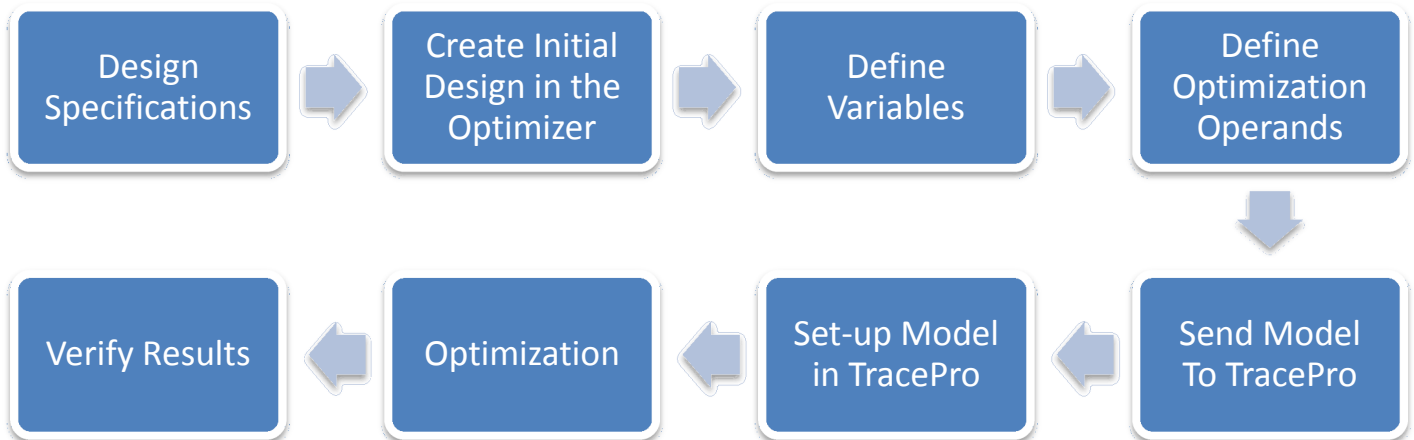 Design
Specifications
Create Initial
Design in the
Optimizer
Define
Variables
Define
Optimization
Operands
Send Model
To TracePro
Set-up Model
in TracePro
Optimization
Verify Results